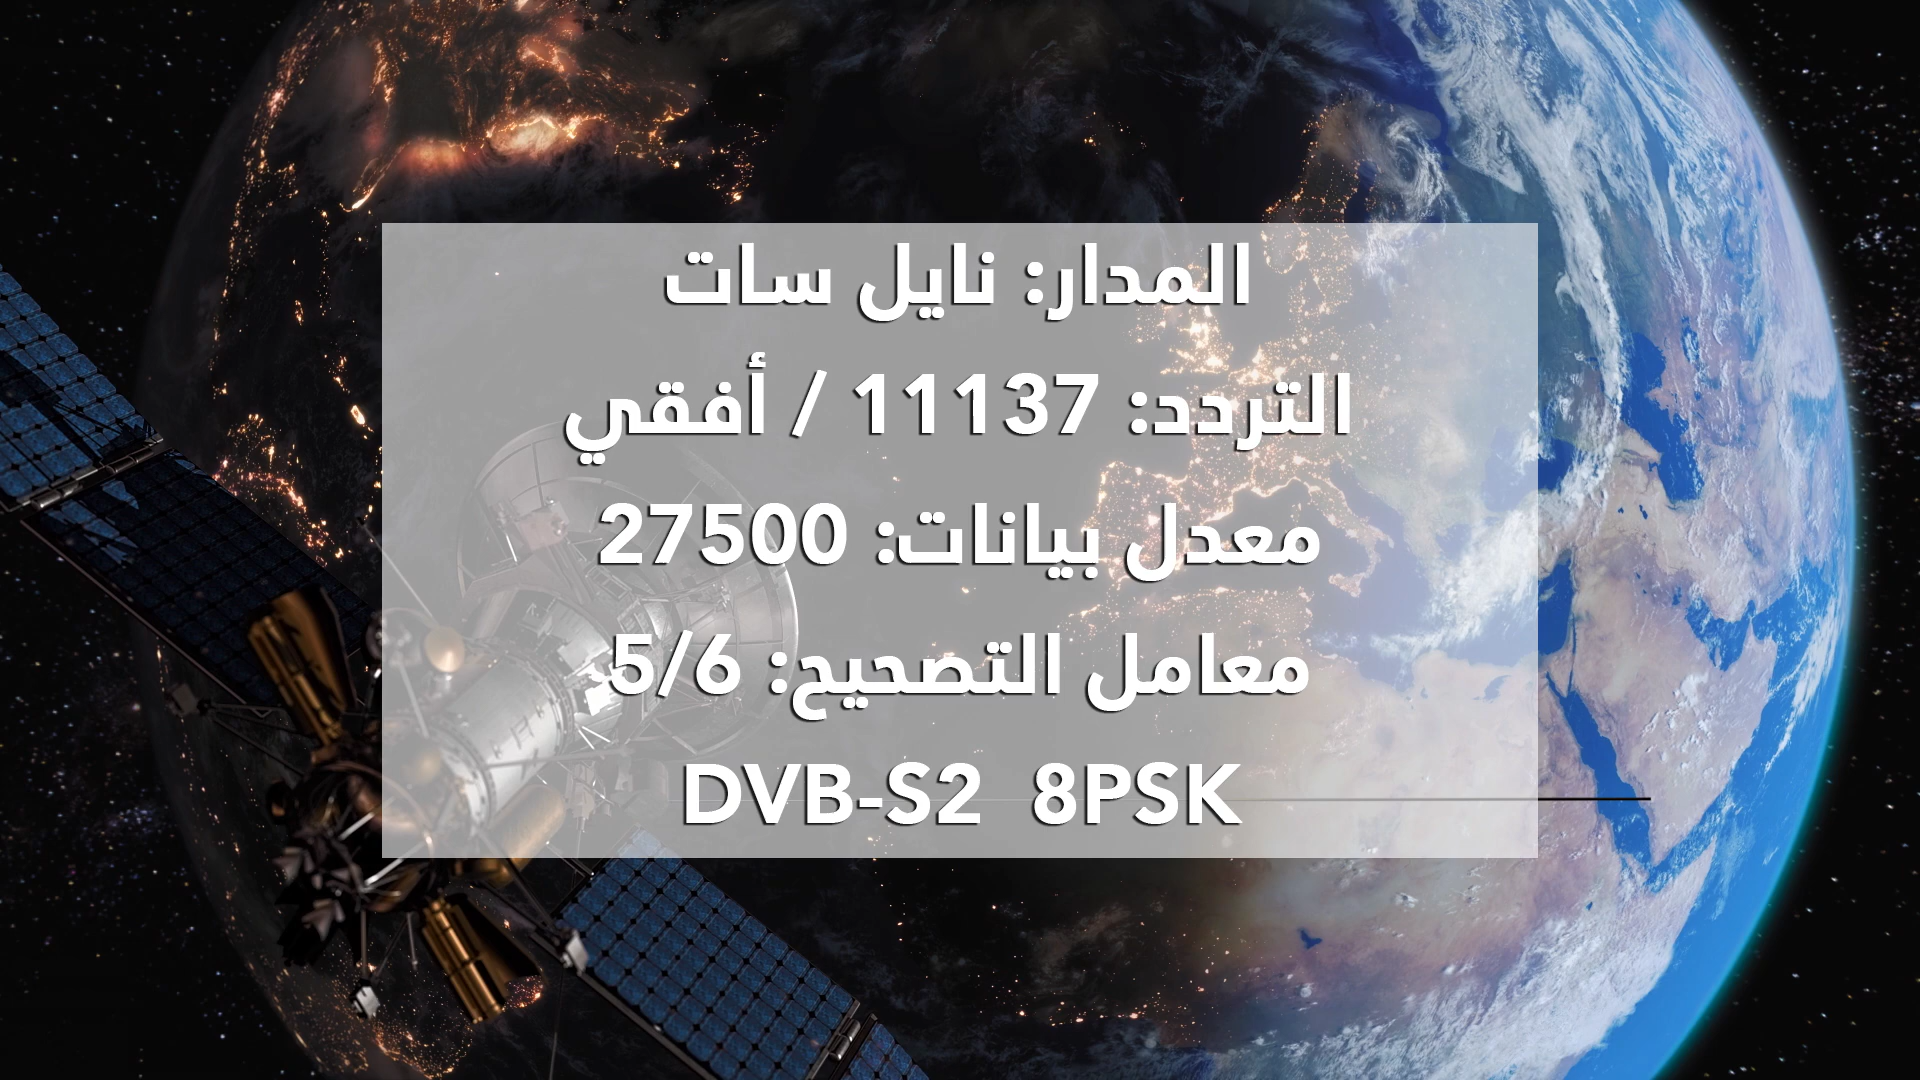 المدار: نايل سات
التردد: 11137 / أفقي
معدل بيانات: 27500
معامل التصحيح: 5/6
DVB-S2 8PSK